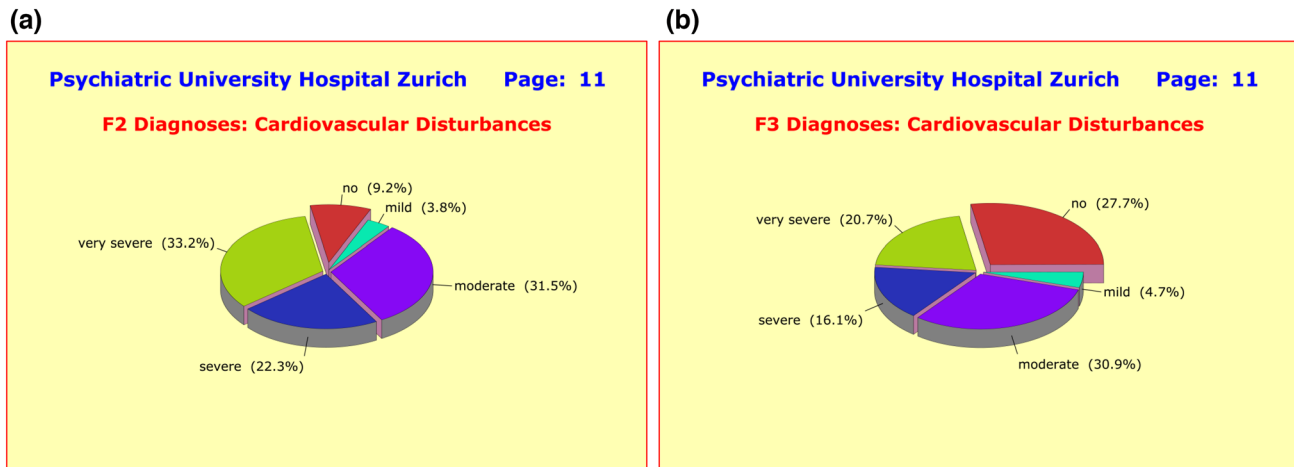 (a)
Psychiatric University Hospital Zurich Page: 11
F2 Diagnoses: Cardiovascular Disturbances
no (9.2%)
mild (3.8%)
very severe (33.2%)
moderate (31.5%)
severe (22.3%)
(b)
Psychiatric University Hospital Zurich Page: 11
F3 Diagnoses: Cardiovascular Disturbances
no (27.7%)
very severe (20.7%)
mild (4.7%)
severe (16.1%)
moderate (30.9%)